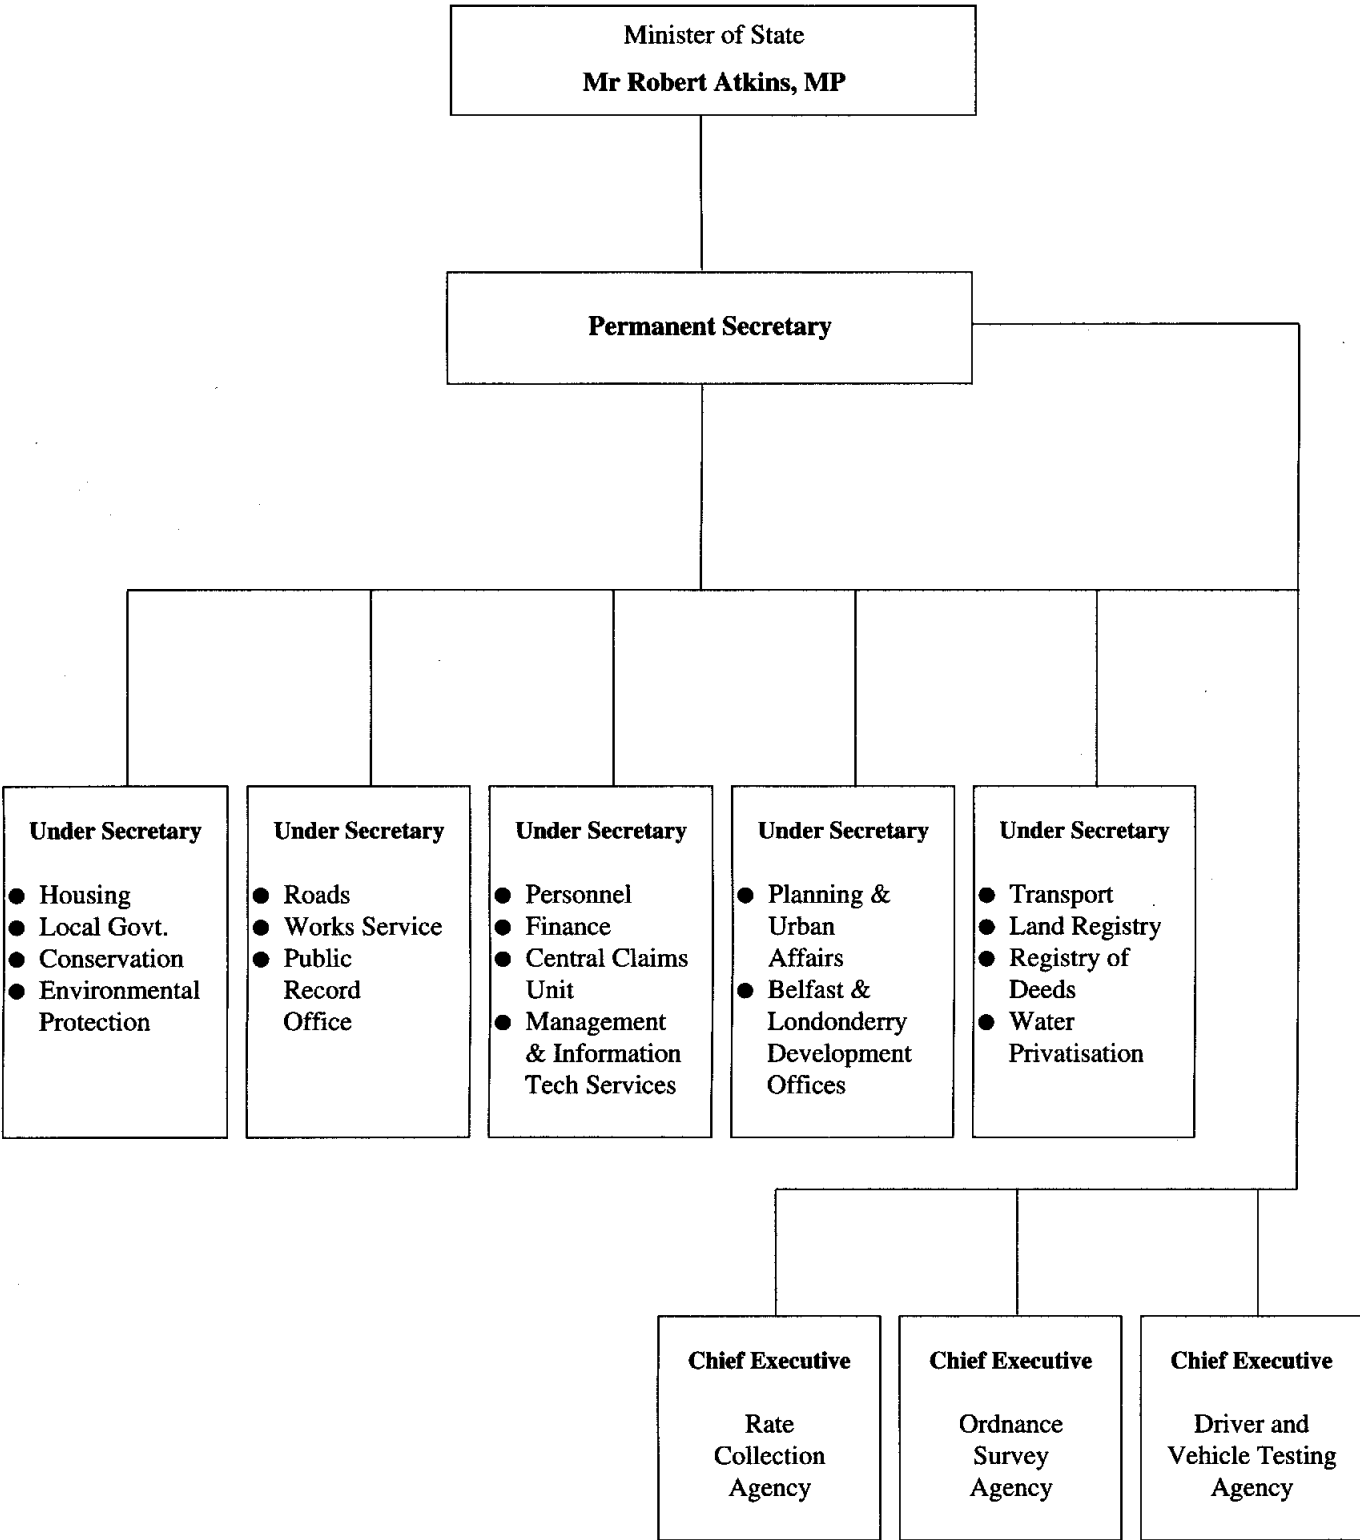 Minister of State
Mr Robert Atkins, MP
Permanent Secretary
Under Secretary
● Housing
● Local Govt.
● Conservation
● Environmental
Protection
Under Secretary
● Roads
● Works Service
● Public
Record
Office
Under Secretary
● Personnel
● Finance
● Central Claims
Unit
● Management
& Information
Tech Services
Under Secretary
● Planning &
Urban
Affairs
● Belfast &
Londonderry
Development
Offices
Under Secretary
● Transport
● Land Registry
● Registry of
Deeds
● Water
Privatisation
Chief Executive
Rate
Collection
Agency
Chief Executive
Ordnance
Survey
Agency
Chief Executive
Driver and
Vehicle Testing
Agency